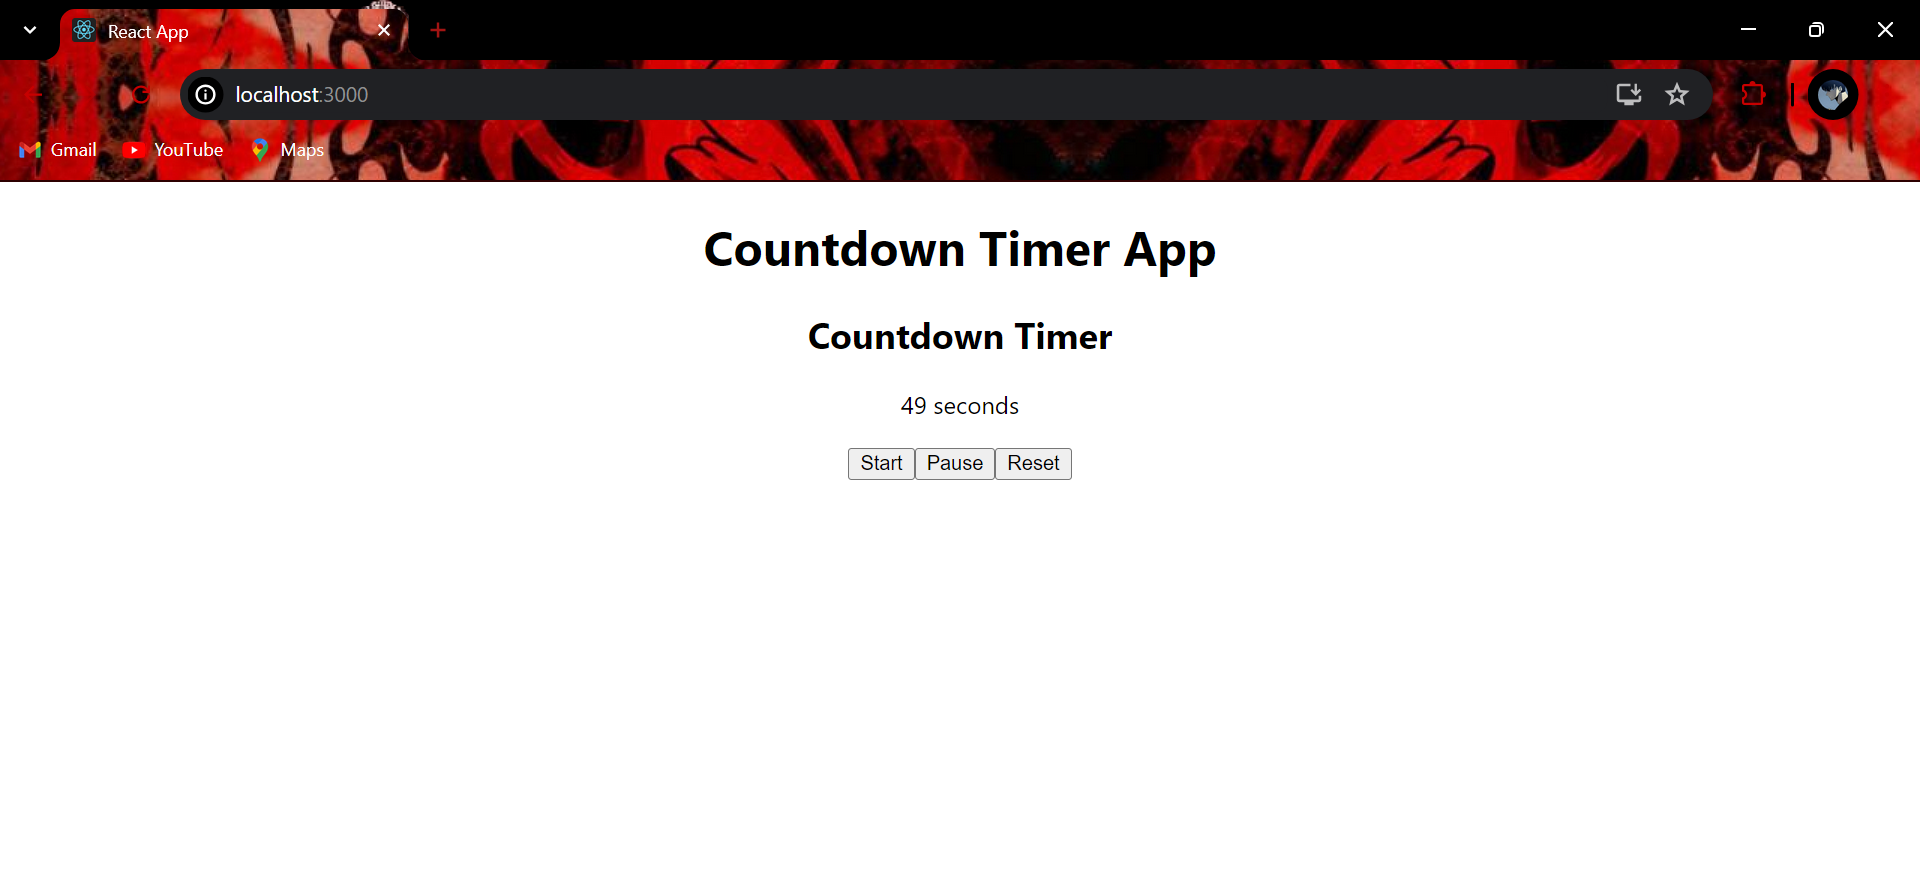 React App
localhost:3000
Gmail YouTube Maps
Countdown Timer App
Countdown Timer
49 seconds
Start Pause Reset